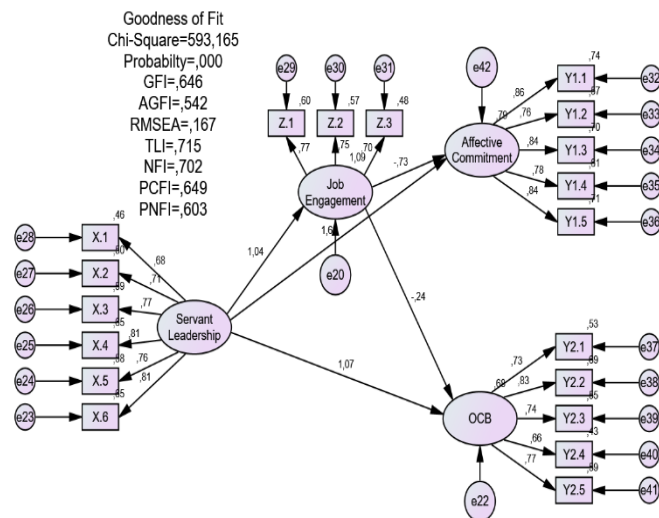 Goodness of Fit
Chi-Square=593,165
Probabilty=,000
GFI=,646
AGFI=,542
RMSEA=,167
TLI=,715
NFI=,702
PCFI=,649
PNFI=,603
e29
e30
e31
,60
,57
,48
Z.1
Z.2
Z.3
,77
,75
,70
1,09
Job
Engagement
e20
e42
,79
Affective
Commitment
-,73
,74
,86
Y1.1
e32
,76
Y1.2
e33
,70
,84
Y1.3
e34
,78
Y1.4
e35
,71
,84
Y1.5
e36
,46
e28
X.1
,68
e27
X.2
,71
e26
X.3
,77
e25
X.4
,81
e24
X.5
,76
e23
X.6
,81
Servant
Leadership
1,04
1,07
-,24
,68
OCB
e22
,53
,73
Y2.1
e37
,83
Y2.2
e38
,74
Y2.3
e39
,66
Y2.4
e40
,77
Y2.5
e41